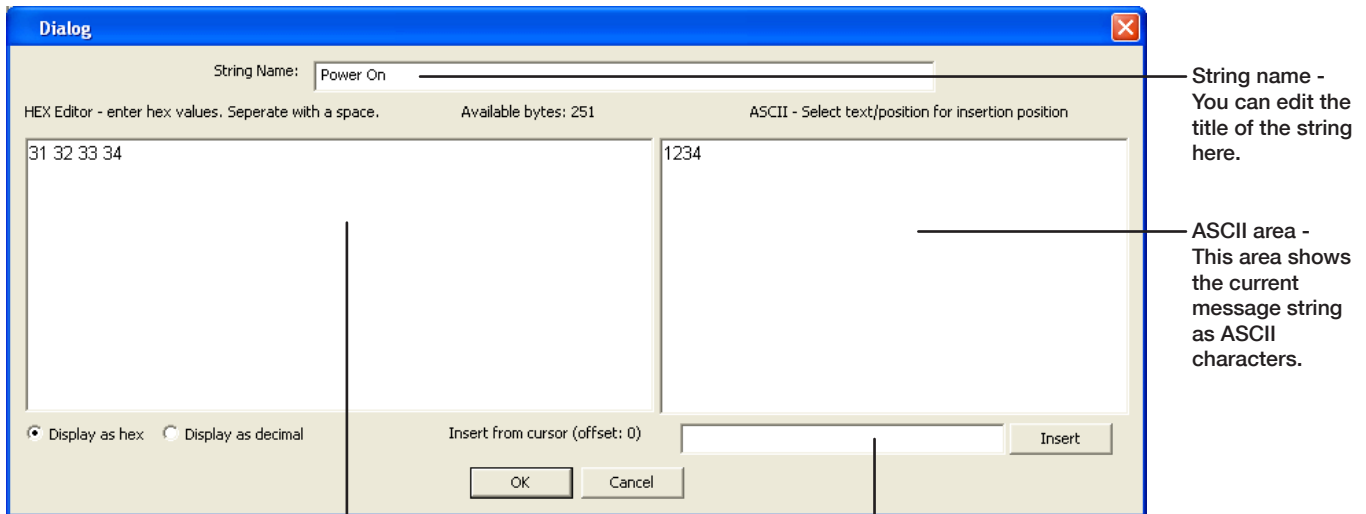 Dialog
String Name: Power On
HEX Editor - enter hex values. Seperate with a space. Available bytes: 251 ASCII - Select text/position for insertion position
31 32 33 34
1234
Display as hex Display as decimal Insert from cursor (offset: 0) Insert
OK Cancel
String name -
You can edit the
title of the string
here.
ASCII area -
This area shows
the current
message string
as ASCII
characters.